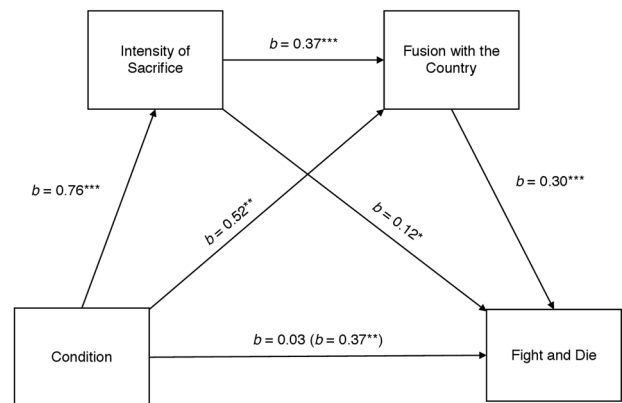 Intensity of
Sacrifice
b = 0.37***
Fusion with the
Country
b = 0.76***
b = 0.52**
b = 0.12*
b = 0.30***
Condition
b = 0.03 (b = 0.37**)
Fight and Die